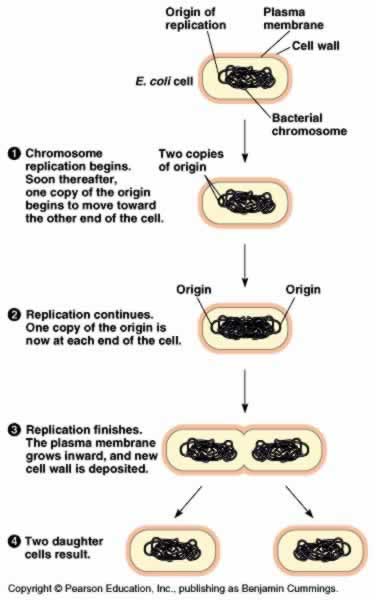 Origin of
replication
Plasma
membrane
Cell wall
E. coli cell
Bacterial
chromosome
1 Chromosome
replication begins.
Soon thereafter,
one copy of the origin
begins to move toward
the other end of the cell.
Two copies
of origin
Origin
Origin
2 Replication continues.
One copy of the origin is
now at each end of the cell.
3 Replication finishes.
The plasma membrane
grows inward, and new
cell wall is deposited.
4 Two daughter
cells result.
Copyright © Pearson Education, Inc., publishing as Benjamin Cummings.